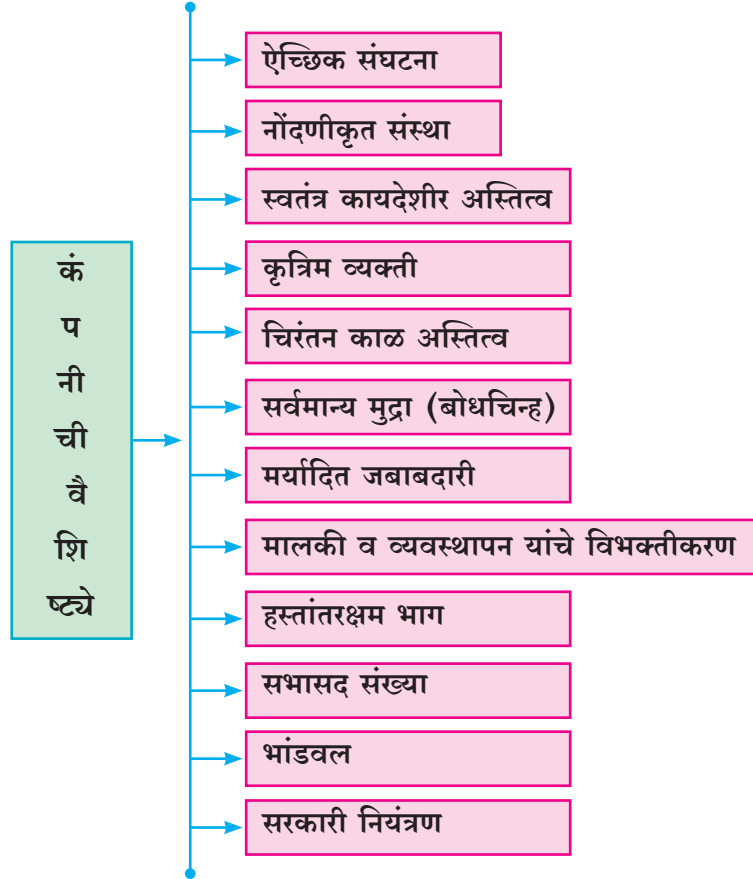 कं
प
नी
ची
वै
शि
ष्ट्ये
ऐच्छिक संघटना
नोंदणीकृत संस्था
स्वतंत्र कायदेशीर अस्तित्व
कृत्रिम व्यक्ती
चिरंतन काळ अस्तित्व
सर्वमान्य मुद्रा (बोधचिन्ह)
मर्यादित जबाबदारी
मालकी व व्यवस्थापन यांचे विभक्तीकरण
हस्तांतरक्षम भाग
सभासद संख्या
भांडवल
सरकारी नियंत्रण